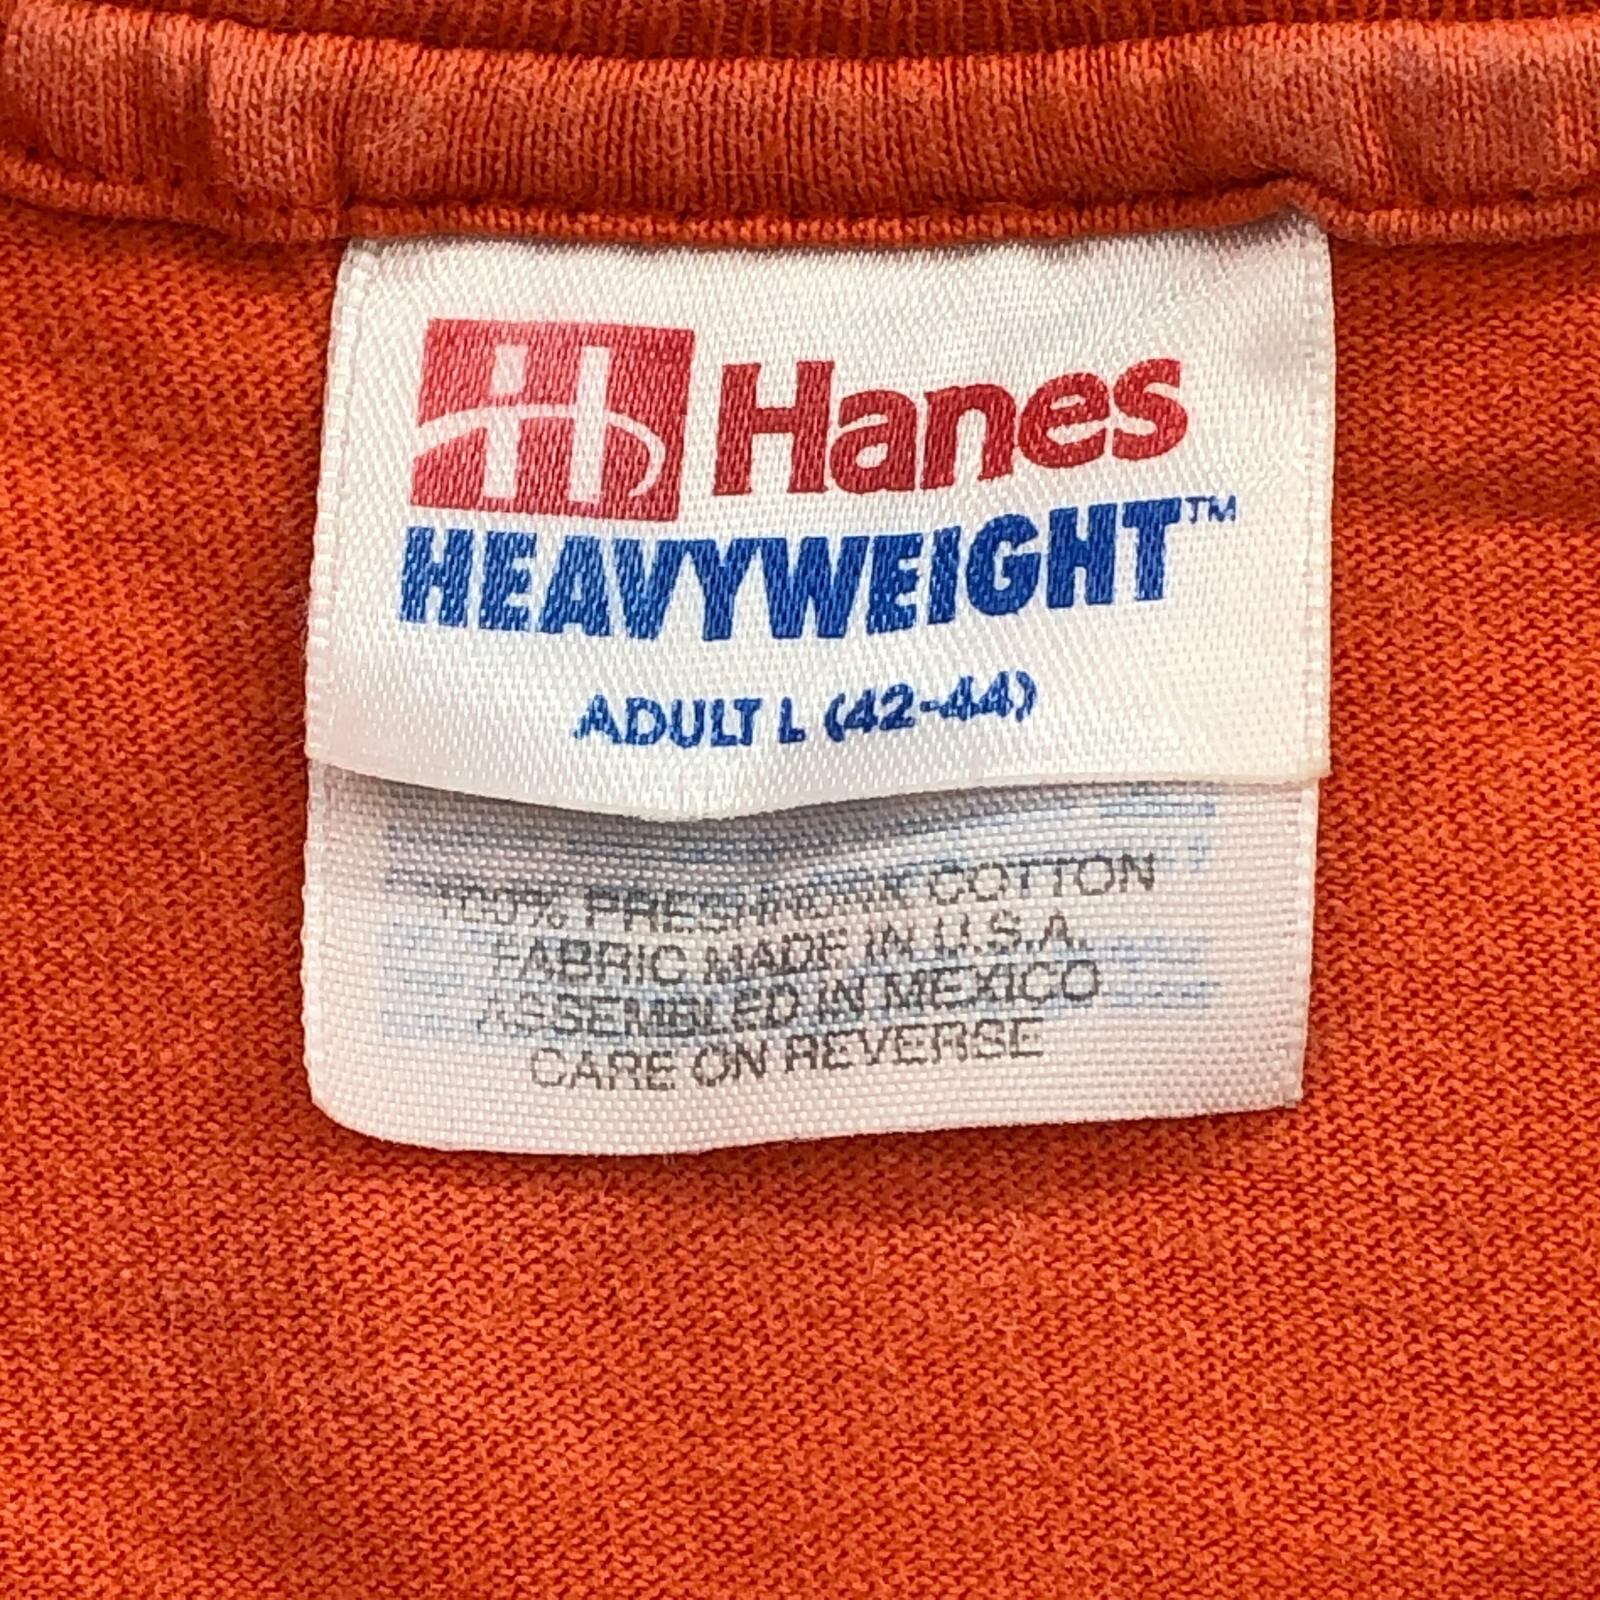 H Hanes
HEAVYWEIGHT™
ADULT L (42-44)
100% PRESHRUNK COTTON
FABRIC MADE IN U.S.A.
ASSEMBLED IN MEXICO
CARE ON REVERSE